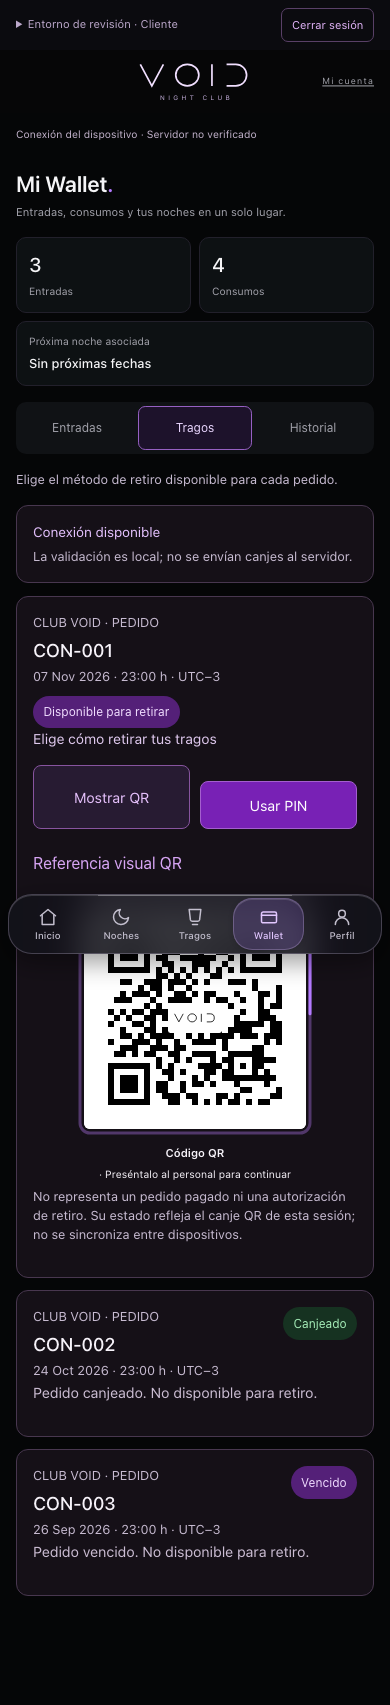 ▶ Entorno de revisión · Cliente
Cerrar sesión
VOID
NIGHT CLUB
Mi cuenta
Conexión del dispositivo · Servidor no verificado
Mi Wallet.
Entradas, consumos y tus noches en un solo lugar.
3
Entradas
4
Consumos
Próxima noche asociada
Sin próximas fechas
Entradas
Tragos
Historial
Elige el método de retiro disponible para cada pedido.
Conexión disponible
La validación es local; no se envían canjes al servidor.
CLUB VOID · PEDIDO
CON-001
07 Nov 2026 · 23:00 h · UTC−3
Disponible para retirar
Elige cómo retirar tus tragos
Mostrar QR
Usar PIN
Referencia visual QR
Inicio
Noches
Tragos
Wallet
Perfil
VOID
Código QR
· Preséntalo al personal para continuar
No representa un pedido pagado ni una autorización
de retiro. Su estado refleja el canje QR de esta sesión;
no se sincroniza entre dispositivos.
CLUB VOID · PEDIDO
Canjeado
CON-002
24 Oct 2026 · 23:00 h · UTC−3
Pedido canjeado. No disponible para retiro.
CLUB VOID · PEDIDO
Vencido
CON-003
26 Sep 2026 · 23:00 h · UTC−3
Pedido vencido. No disponible para retiro.